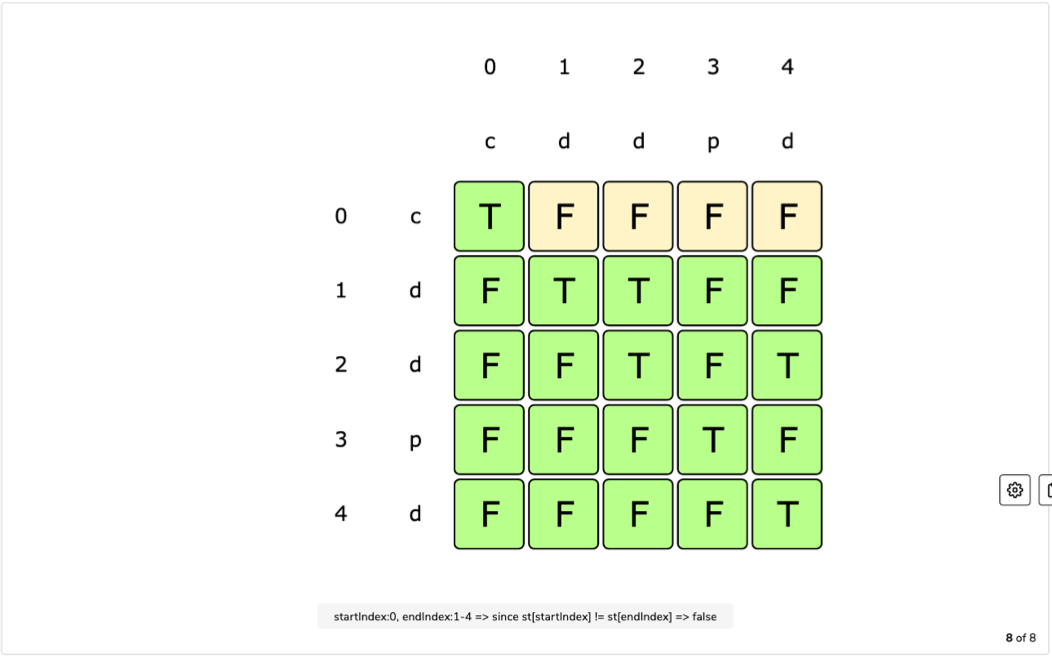 0 1 2 3 4
c d d p d
0 c T F F F F
1 d F T T F F
2 d F F T F T
3 p F F F T F
4 d F F F F T
startIndex:0, endIndex:1-4 => since st[startIndex] != st[endIndex] => false
8 of 8